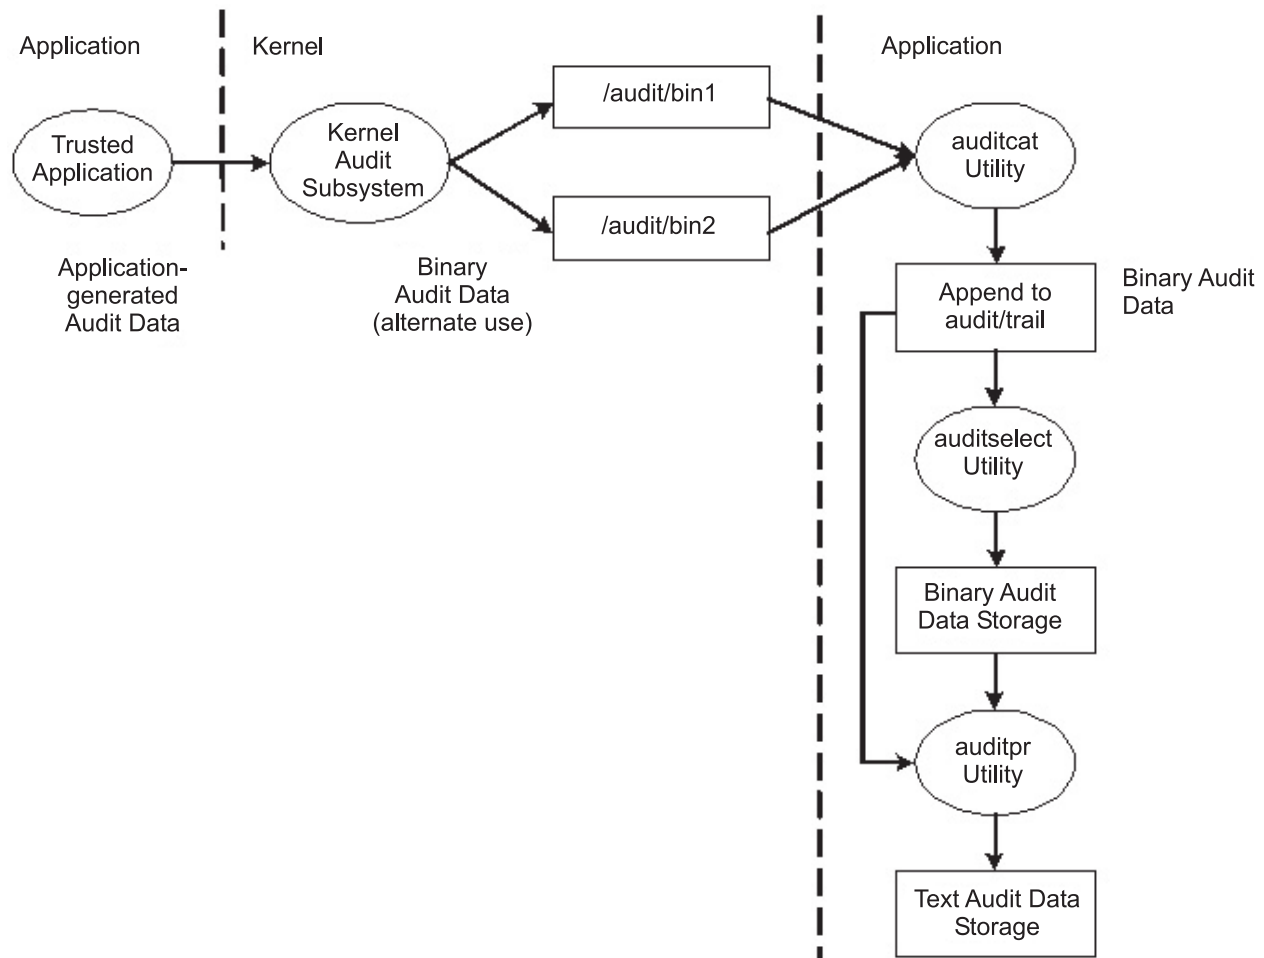 Application
Kernel
Application
Trusted
Application
Kernel
Audit
Subsystem
/audit/bin1
/audit/bin2
auditcat
Utility
Application-
generated
Audit Data
Binary
Audit Data
(alternate use)
Append to
audit/trail
Binary Audit
Data
auditselect
Utility
Binary Audit
Data Storage
auditpr
Utility
Text Audit Data
Storage